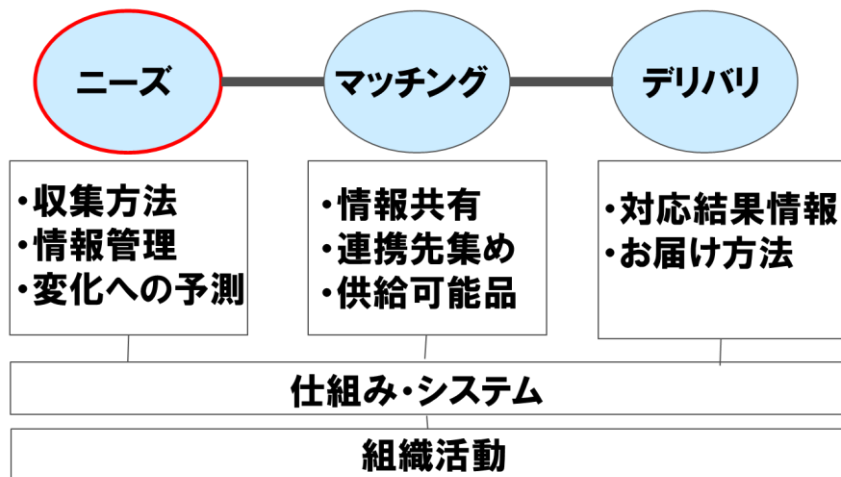 ニーズ
マッチング
デリバリ
・収集方法
・情報管理
・変化への予測
・情報共有
・連携先集め
・供給可能品
・対応結果情報
・お届け方法
仕組み・システム
組織活動